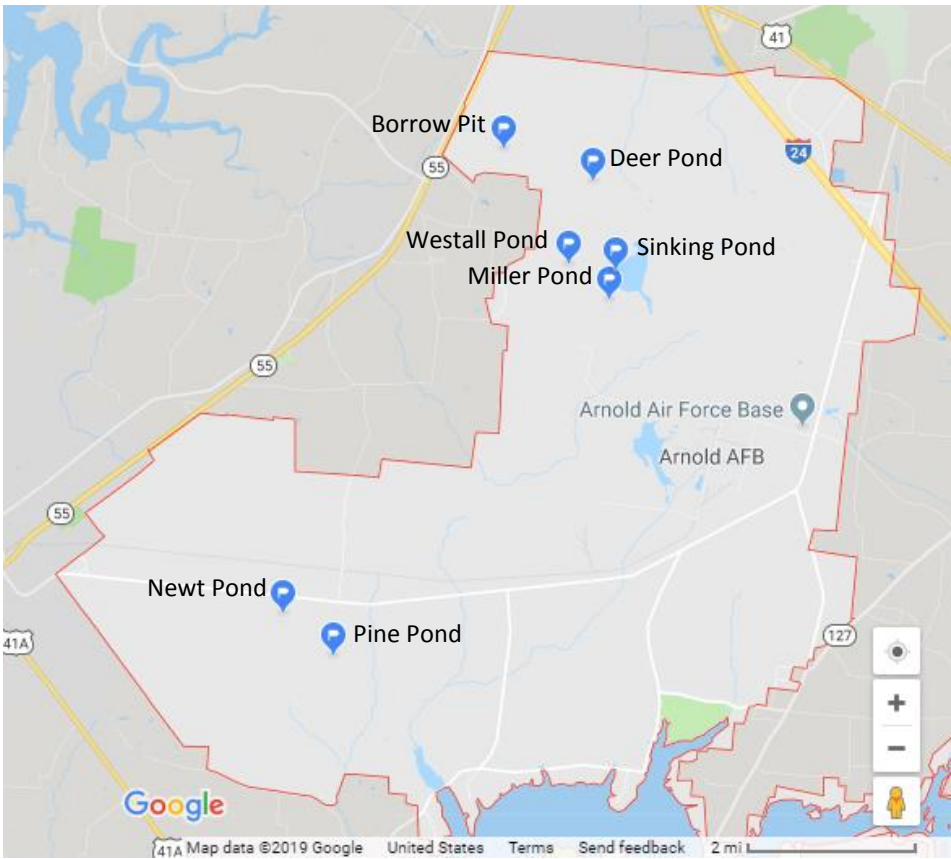 41
Borrow Pit
Deer Pond
24
55
Westall Pond
Sinking Pond
Miller Pond
55
Arnold Air Force Base
Arnold AFB
55
Newt Pond
Pine Pond
41A
127
+
−
Google
41A
Map data ©2019 Google United States Terms Send feedback 2 mi